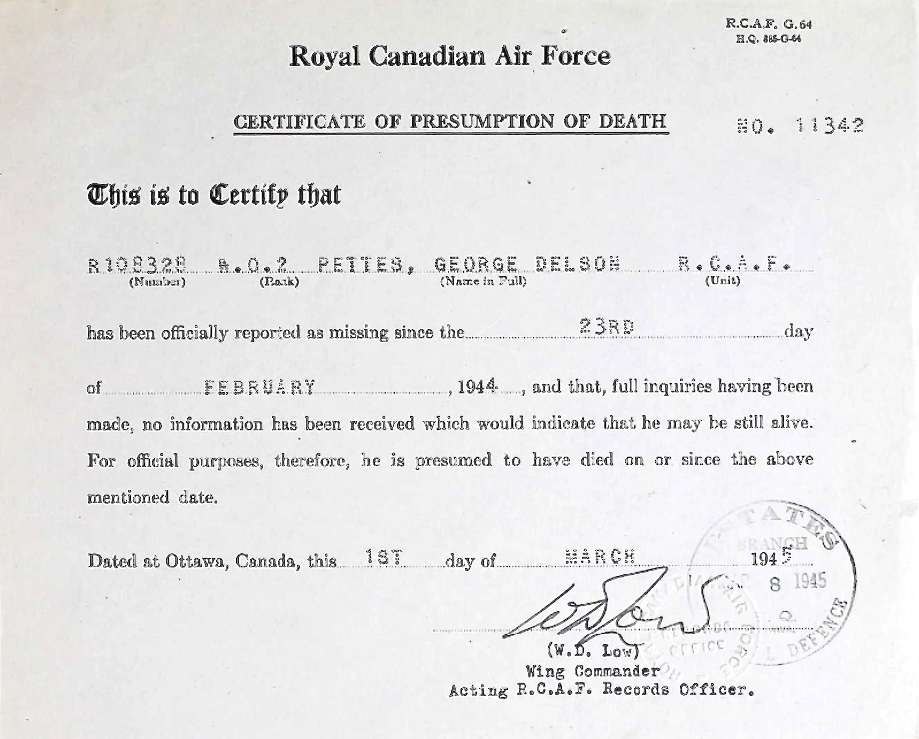 R.C.A.F. G. 64
H.Q. 885-G-64
Royal Canadian Air Force
CERTIFICATE OF PRESUMPTION OF DEATH
NO. 11342
This is to Certify that
R108328 W.O.2 PETTES, GEORGE DELSON R.C.A.F.
(Number) (Rank) (Name in Full) (Unit)
has been officially reported as missing since the 23RD day
of FEBRUARY, 1944, and that, full inquiries having been
made, no information has been received which would indicate that he may be still alive.
For official purposes, therefore, he is presumed to have died on or since the above
mentioned date.
Dated at Ottawa, Canada, this 1ST day of MARCH 1945
ESTATES
BRANCH
8 1945
DEFENCE
OFFICE
(W.D. Low)
Wing Commander
Acting R.C.A.F. Records Officer.